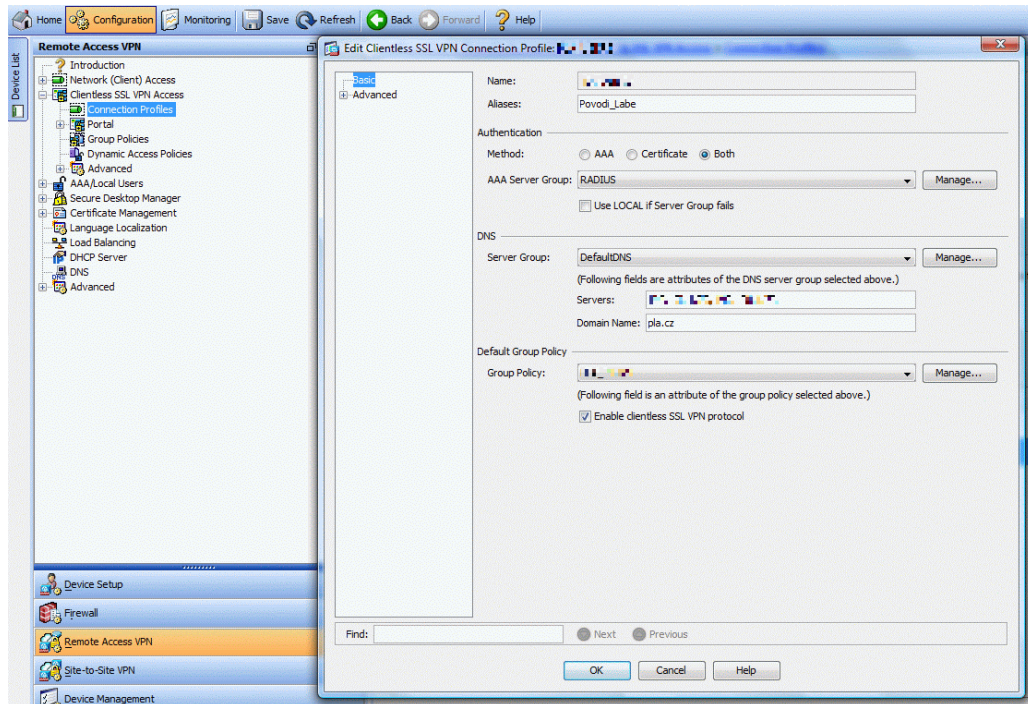 Home Configuration Monitoring Save Refresh Back Forward Help
Device List
Remote Access VPN
Introduction
Network (Client) Access
Clientless SSL VPN Access
Connection Profiles
Portal
Group Policies
Dynamic Access Policies
Advanced
AAA/Local Users
Secure Desktop Manager
Certificate Management
Language Localization
Load Balancing
DHCP Server
DNS
Advanced
Device Setup
Firewall
Remote Access VPN
Site-to-Site VPN
Device Management
Edit Clientless SSL VPN Connection Profile:
Basic
Advanced
Name:
Aliases: Povodi_Labe
Authentication
Method: AAA Certificate Both
AAA Server Group: RADIUS Manage...
Use LOCAL if Server Group fails
DNS
Server Group: DefaultDNS Manage...
(Following fields are attributes of the DNS server group selected above.)
Servers:
Domain Name: pla.cz
Default Group Policy
Group Policy: Manage...
(Following field is an attribute of the group policy selected above.)
Enable clientless SSL VPN protocol
Find: Next Previous
OK Cancel Help